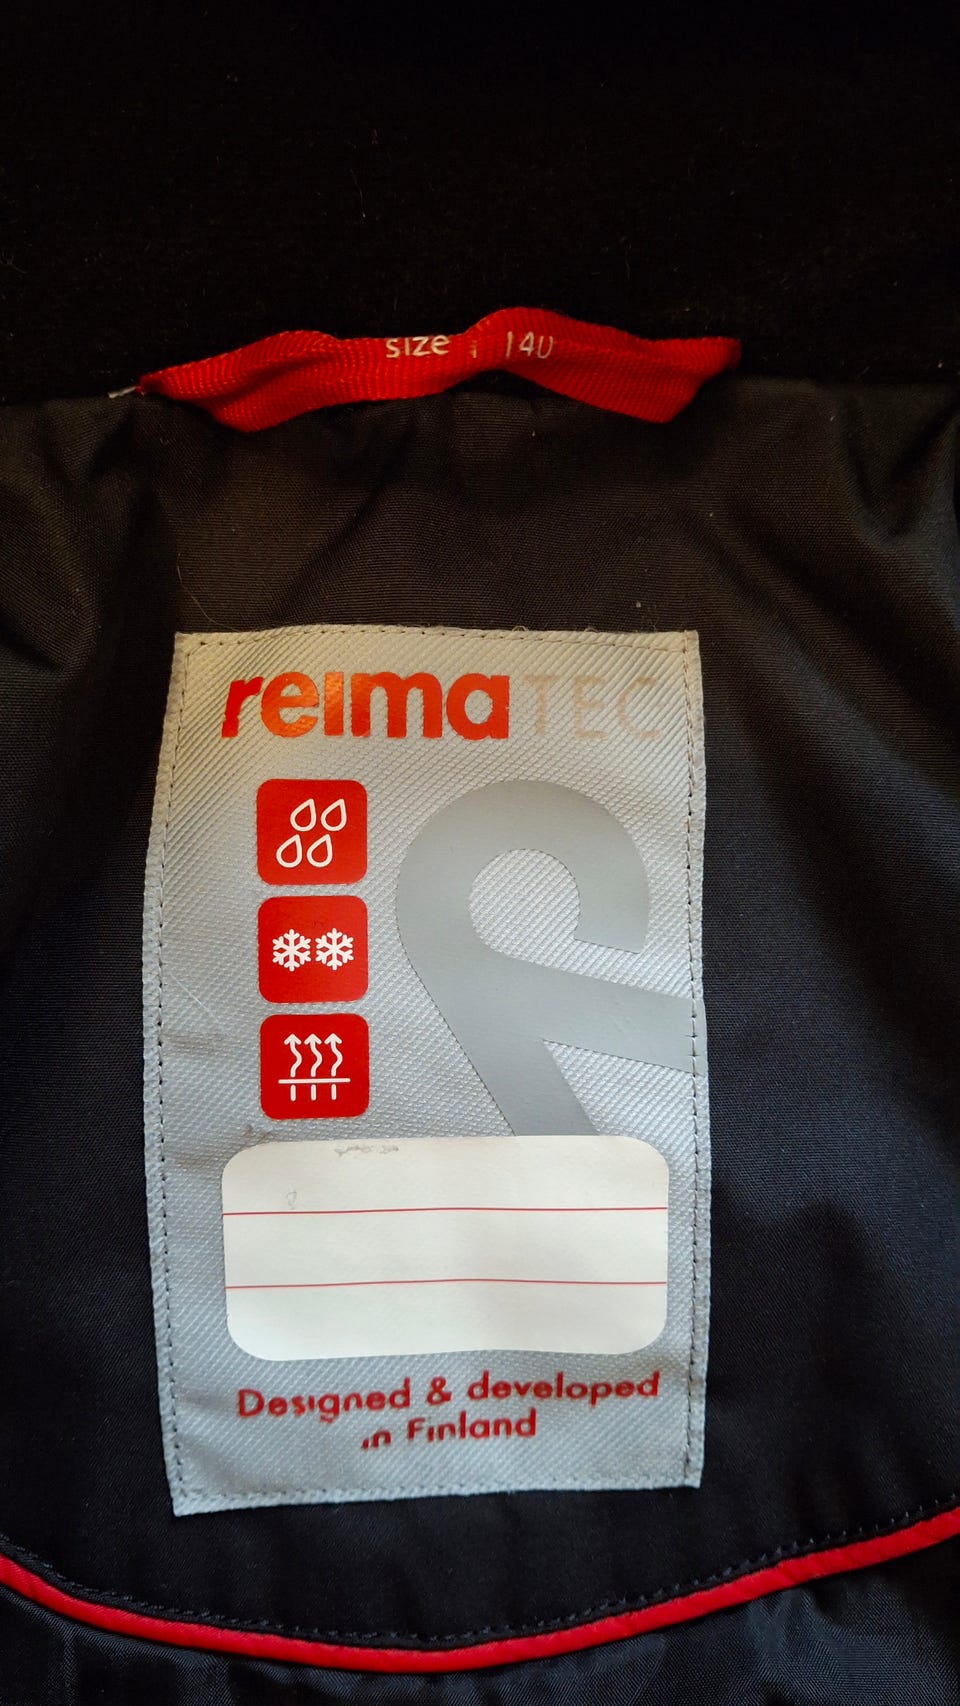 size 140
reimaTEC
Designed & developed
in Finland